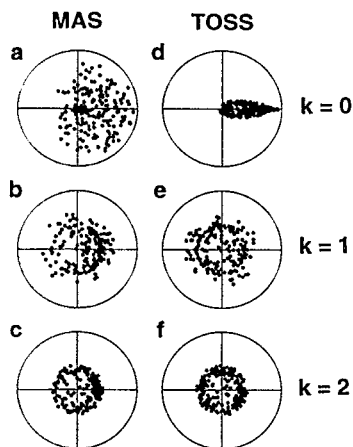 MAS TOSS
a d k = 0
b e k = 1
c f k = 2